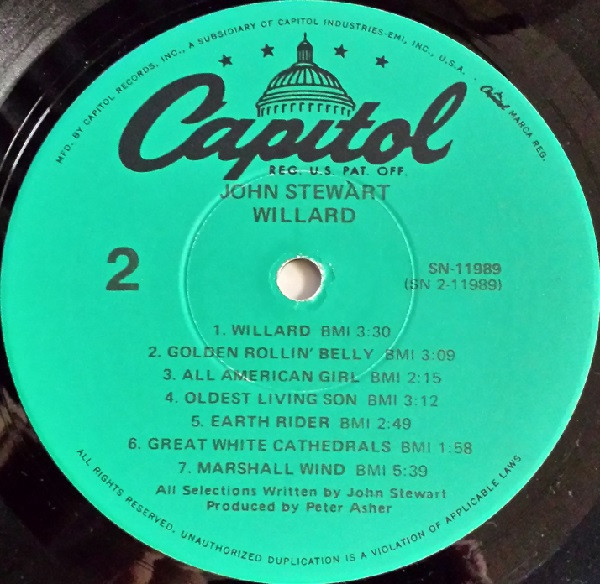 MFD. BY CAPITOL RECORDS, INC., A SUBSIDIARY OF CAPITOL INDUSTRIES-EMI, INC., U.S.A.
Capitol MARCA REG.
Capitol
REG. U.S. PAT. OFF.
JOHN STEWART
WILLARD
2
SN-11989
(SN 2-11989)
1. WILLARD BMI 3:30
2. GOLDEN ROLLIN' BELLY BMI 3:09
3. ALL AMERICAN GIRL BMI 2:15
4. OLDEST LIVING SON BMI 3:12
5. EARTH RIDER BMI 2:49
6. GREAT WHITE CATHEDRALS BMI 1:58
7. MARSHALL WIND BMI 5:39
All Selections Written by John Stewart
Produced by Peter Asher
ALL RIGHTS RESERVED. UNAUTHORIZED DUPLICATION IS A VIOLATION OF APPLICABLE LAWS